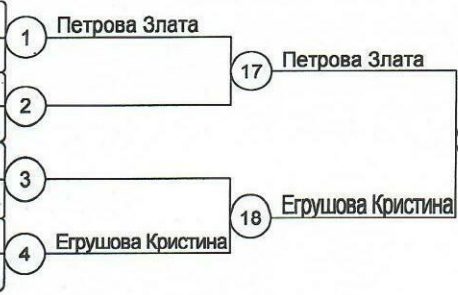 1 Петрова Злата
17 Петрова Злата
2
3
18 Егрушова Кристина
4 Егрушова Кристина